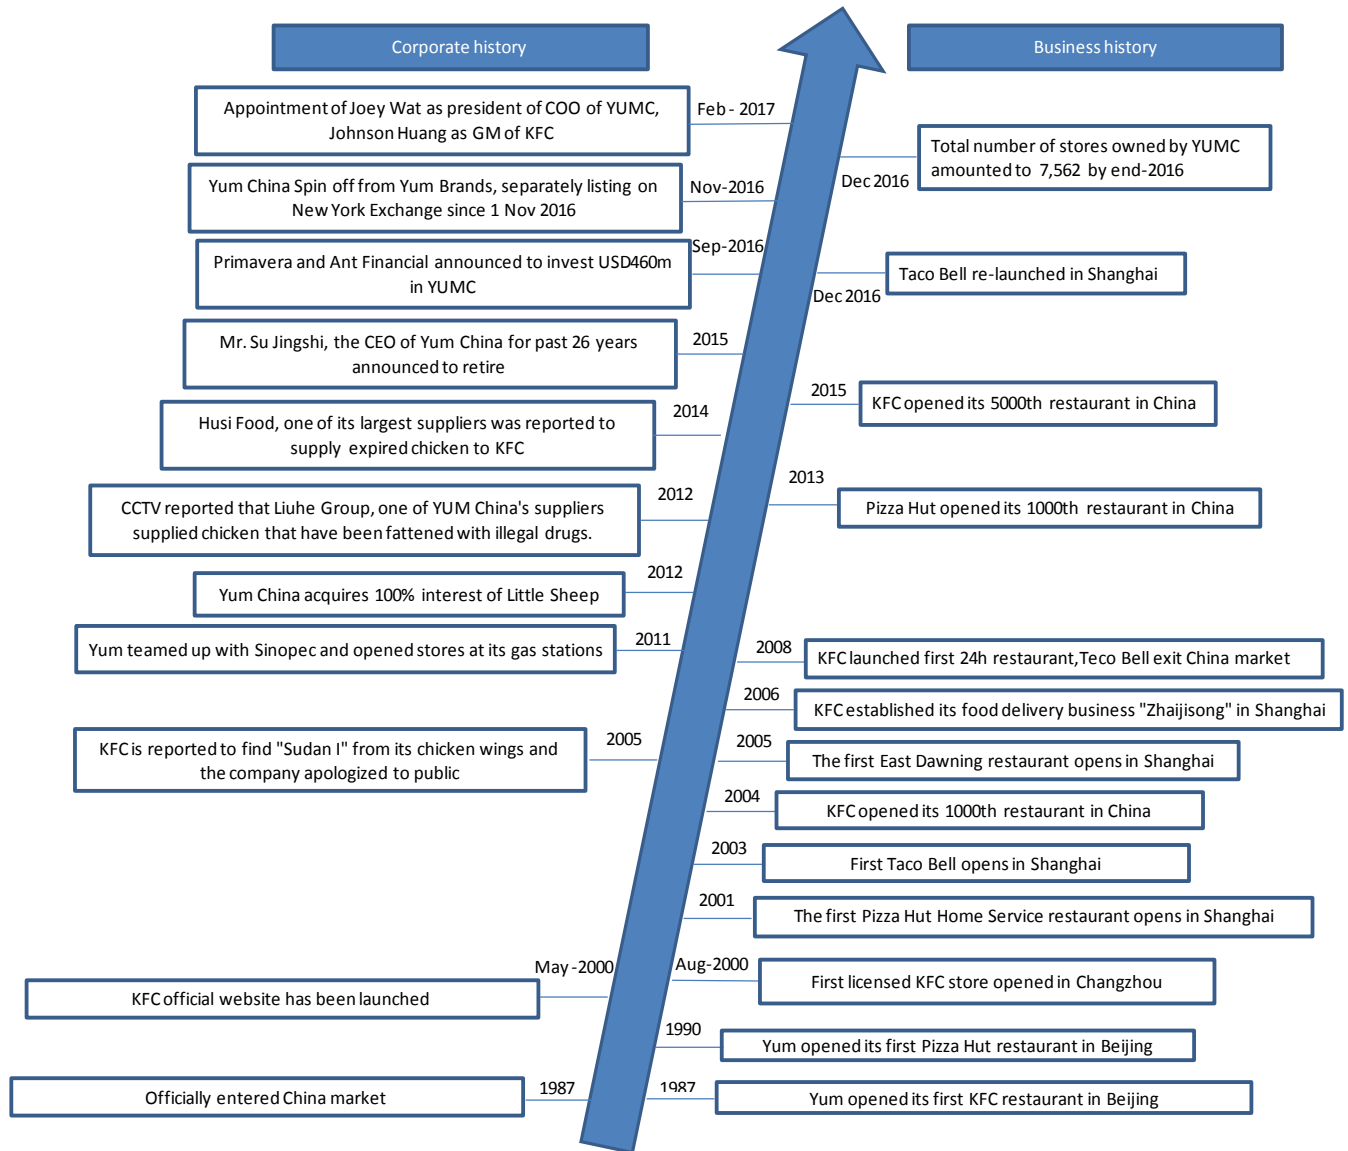 Corporate history
Business history
Appointment of Joey Wat as president of COO of YUMC,
Johnson Huang as GM of KFC
Feb - 2017
Total number of stores owned by YUMC
amounted to 7,562 by end-2016
Dec 2016
Yum China Spin off from Yum Brands, separately listing on
New York Exchange since 1 Nov 2016
Nov-2016
Primavera and Ant Financial announced to invest USD460m
in YUMC
Sep-2016
Taco Bell re-launched in Shanghai
Dec 2016
Mr. Su Jingshi, the CEO of Yum China for past 26 years
announced to retire
2015
2015
KFC opened its 5000th restaurant in China
Husi Food, one of its largest suppliers was reported to
supply expired chicken to KFC
2014
2013
Pizza Hut opened its 1000th restaurant in China
CCTV reported that Liuhe Group, one of YUM China's suppliers
supplied chicken that have been fattened with illegal drugs.
2012
Yum China acquires 100% interest of Little Sheep
2012
Yum teamed up with Sinopec and opened stores at its gas stations
2011
2008
KFC launched first 24h restaurant,Teco Bell exit China market
2006
KFC established its food delivery business "Zhaijisong" in Shanghai
KFC is reported to find "Sudan I" from its chicken wings and
the company apologized to public
2005
2005
The first East Dawning restaurant opens in Shanghai
2004
KFC opened its 1000th restaurant in China
2003
First Taco Bell opens in Shanghai
2001
The first Pizza Hut Home Service restaurant opens in Shanghai
KFC official website has been launched
May -2000
Aug-2000
First licensed KFC store opened in Changzhou
1990
Yum opened its first Pizza Hut restaurant in Beijing
Officially entered China market
1987
1987
Yum opened its first KFC restaurant in Beijing